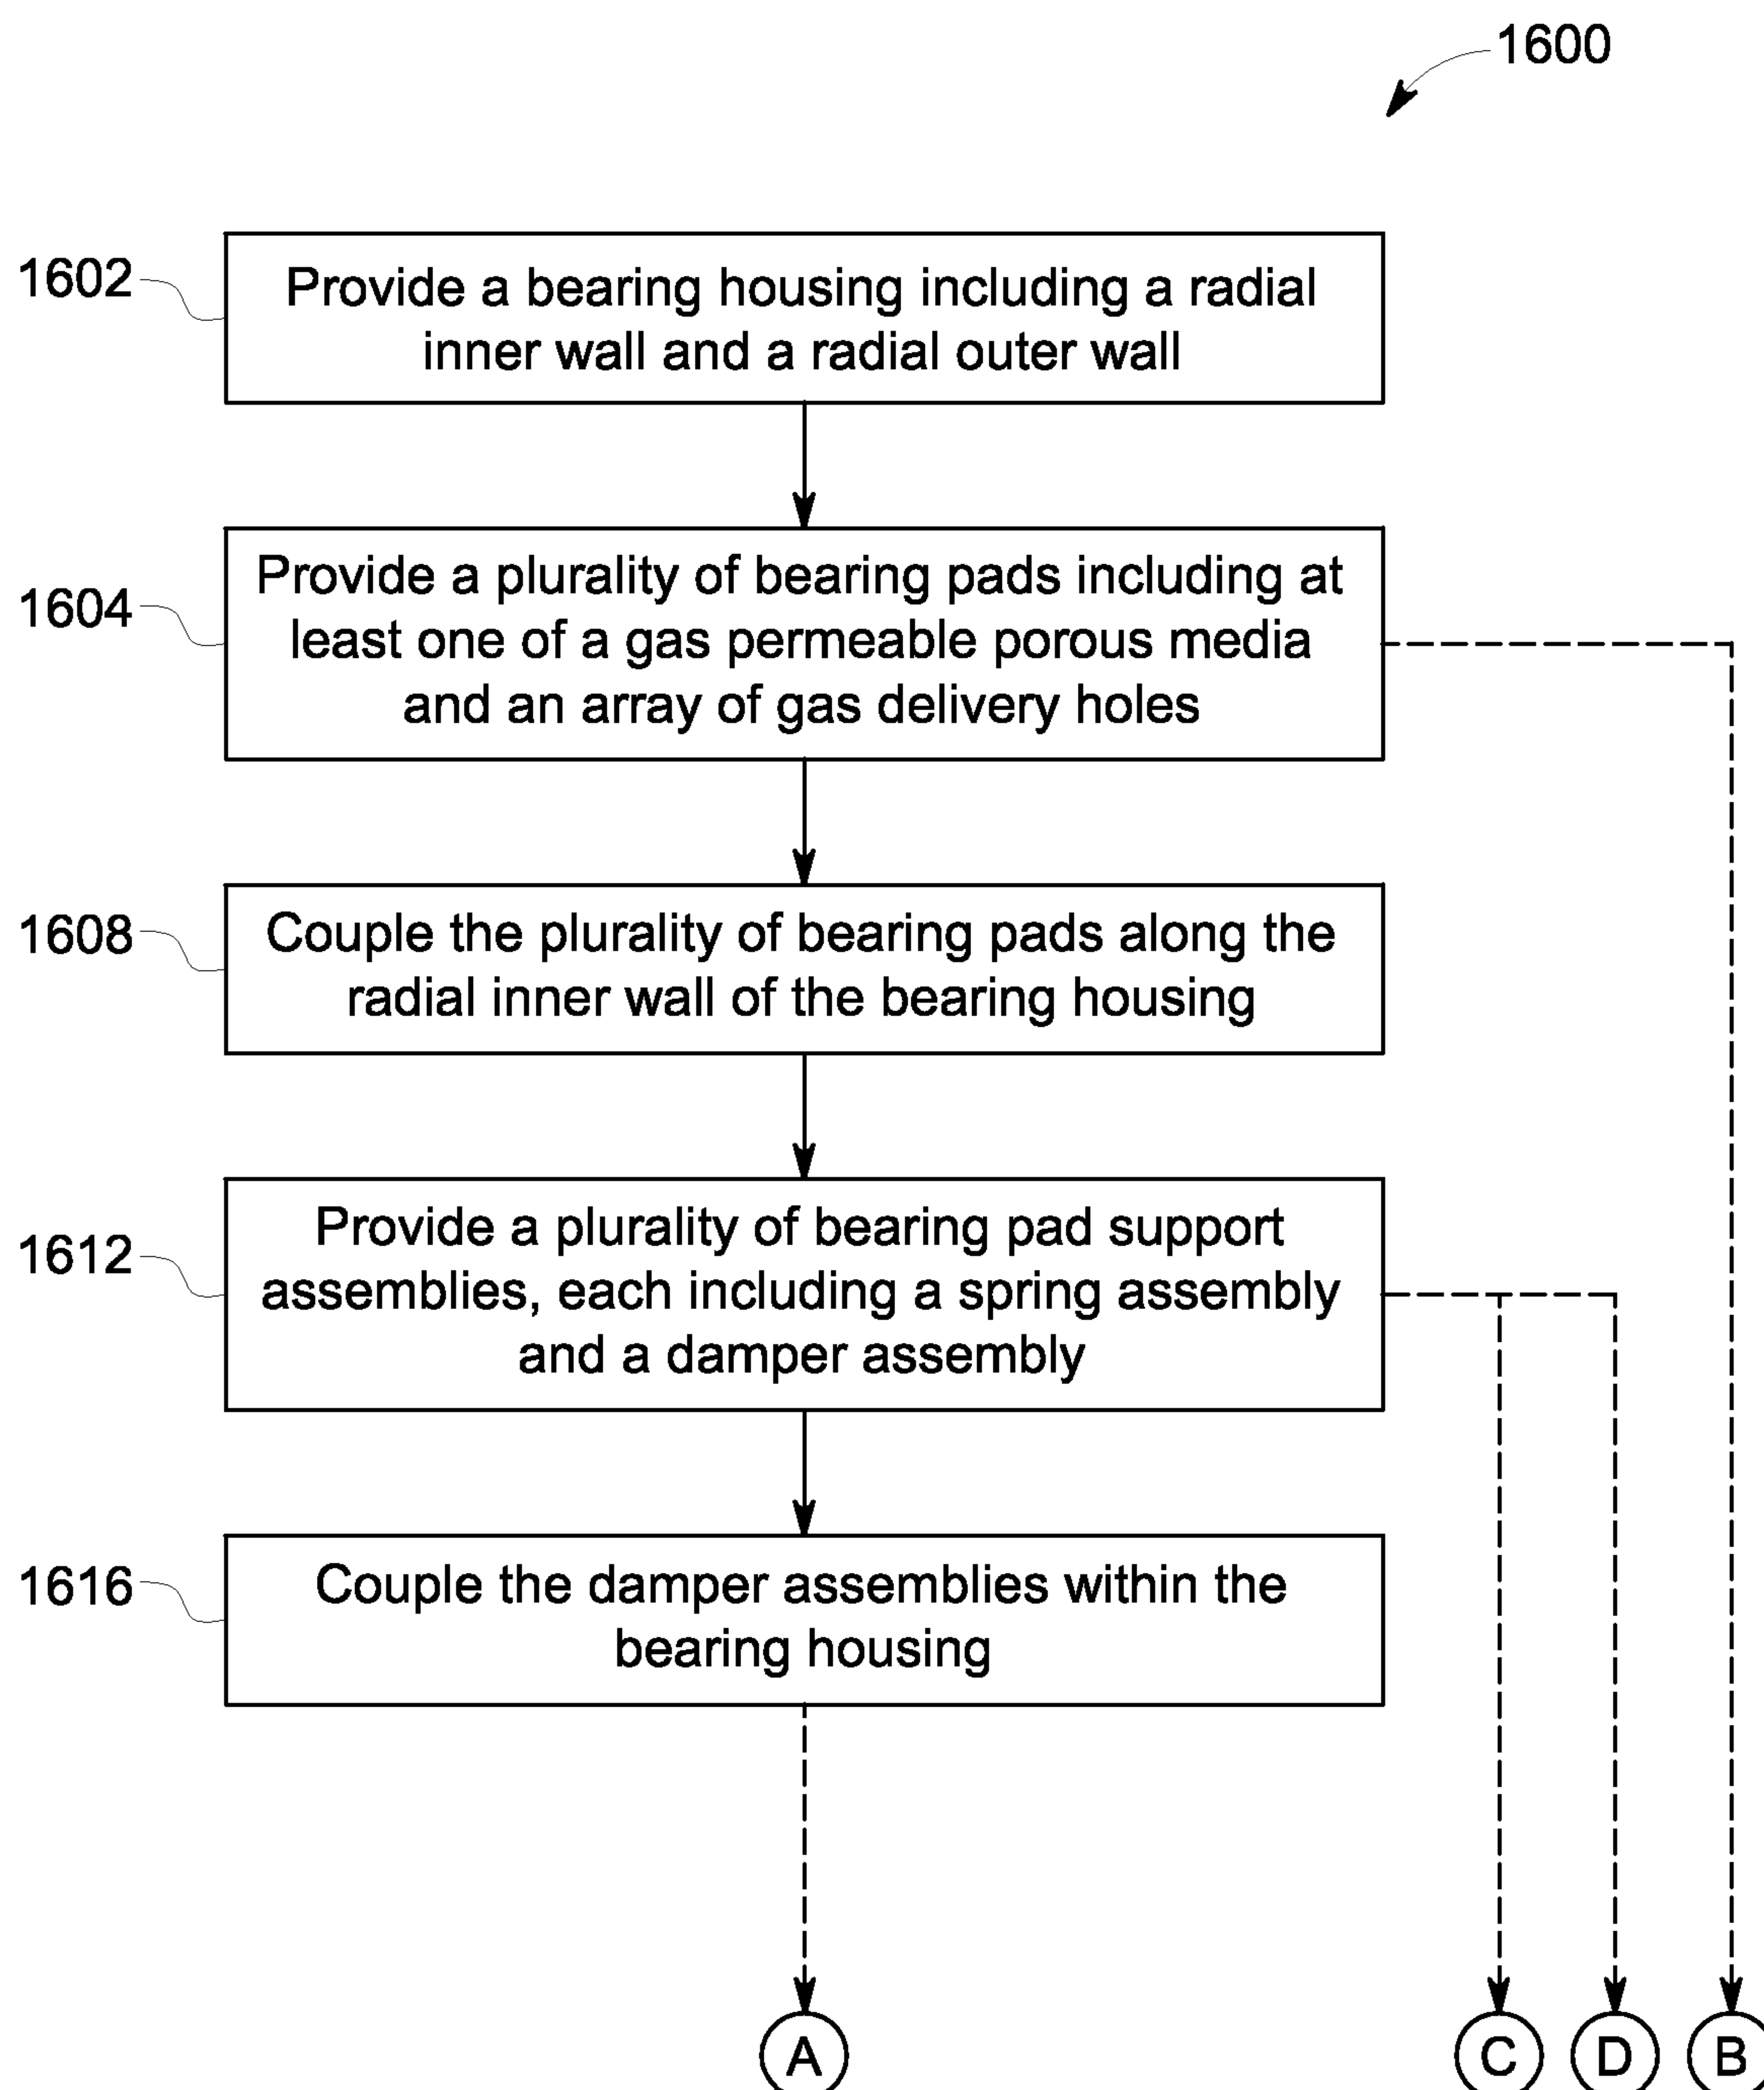 1600
1602
Provide a bearing housing including a radial
inner wall and a radial outer wall
1604
Provide a plurality of bearing pads including at
least one of a gas permeable porous media
and an array of gas delivery holes
1608
Couple the plurality of bearing pads along the
radial inner wall of the bearing housing
1612
Provide a plurality of bearing pad support
assemblies, each including a spring assembly
and a damper assembly
1616
Couple the damper assemblies within the
bearing housing
A
C
D
B